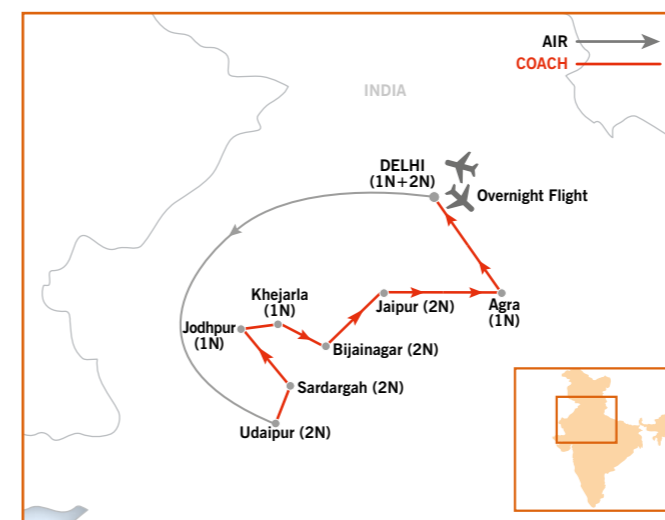 AIR
COACH
INDIA
DELHI
(1N+2N)
Overnight Flight
Khejarla
(1N)
Jaipur (2N)
Agra
(1N)
Jodhpur
(1N)
Bijainagar (2N)
Sardargah (2N)
Udaipur (2N)